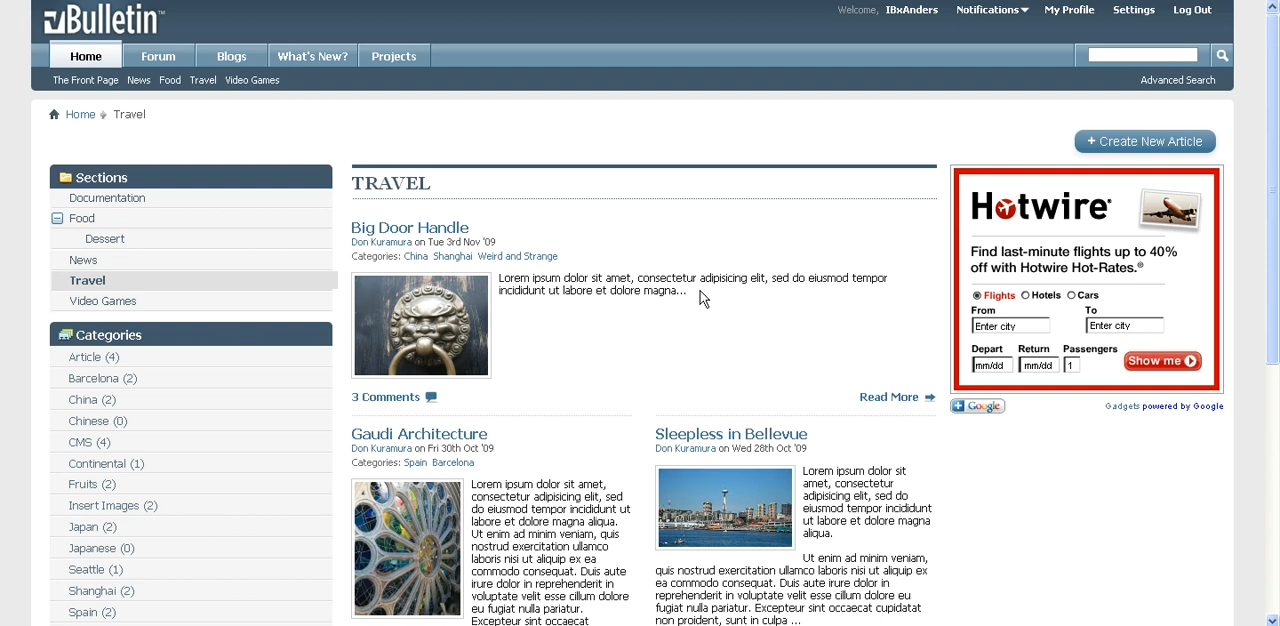 vBulletin™
Welcome, IBxAnders Notifications My Profile Settings Log Out
Home Forum Blogs What's New? Projects
The Front Page News Food Travel Video Games Advanced Search
Home Travel
+ Create New Article
Sections
Documentation
Food
Dessert
News
Travel
Video Games
Categories
Article (4)
Barcelona (2)
China (2)
Chinese (0)
CMS (4)
Continental (1)
Fruits (2)
Insert Images (2)
Japan (2)
Japanese (0)
Seattle (1)
Shanghai (2)
Spain (2)
TRAVEL
Big Door Handle
Don Kuramura on Tue 3rd Nov '09
Categories: China Shanghai Weird and Strange
Lorem ipsum dolor sit amet, consectetur adipisicing elit, sed do eiusmod tempor
incididunt ut labore et dolore magna...
3 Comments Read More
Gaudi Architecture
Don Kuramura on Fri 30th Oct '09
Categories: Spain Barcelona
Lorem ipsum dolor sit amet,
consectetur adipisicing elit, sed
do eiusmod tempor incididunt ut
labore et dolore magna aliqua.
Ut enim ad minim veniam, quis
nostrud exercitation ullamco
laboris nisi ut aliquip ex ea
commodo consequat. Duis aute
irure dolor in reprehenderit in
voluptate velit esse cillum dolore
eu fugiat nulla pariatur.
Excepteur sint occaecat
Sleepless in Bellevue
Don Kuramura on Wed 28th Oct '09
Lorem ipsum dolor sit
amet, consectetur
adipisicing elit, sed do
eiusmod tempor incididunt
ut labore et dolore magna
aliqua.
Ut enim ad minim veniam,
quis nostrud exercitation ullamco laboris nisi ut aliquip ex
ea commodo consequat. Duis aute irure dolor in
reprehenderit in voluptate velit esse cillum dolore eu
fugiat nulla pariatur. Excepteur sint occaecat cupidatat
non proident, sunt in culpa ...
Hotwire®
Find last-minute flights up to 40%
off with Hotwire Hot-Rates.®
Flights Hotels Cars
From To
Enter city Enter city
Depart Return Passengers
mm/dd mm/dd 1 Show me
+ Google Gadgets powered by Google